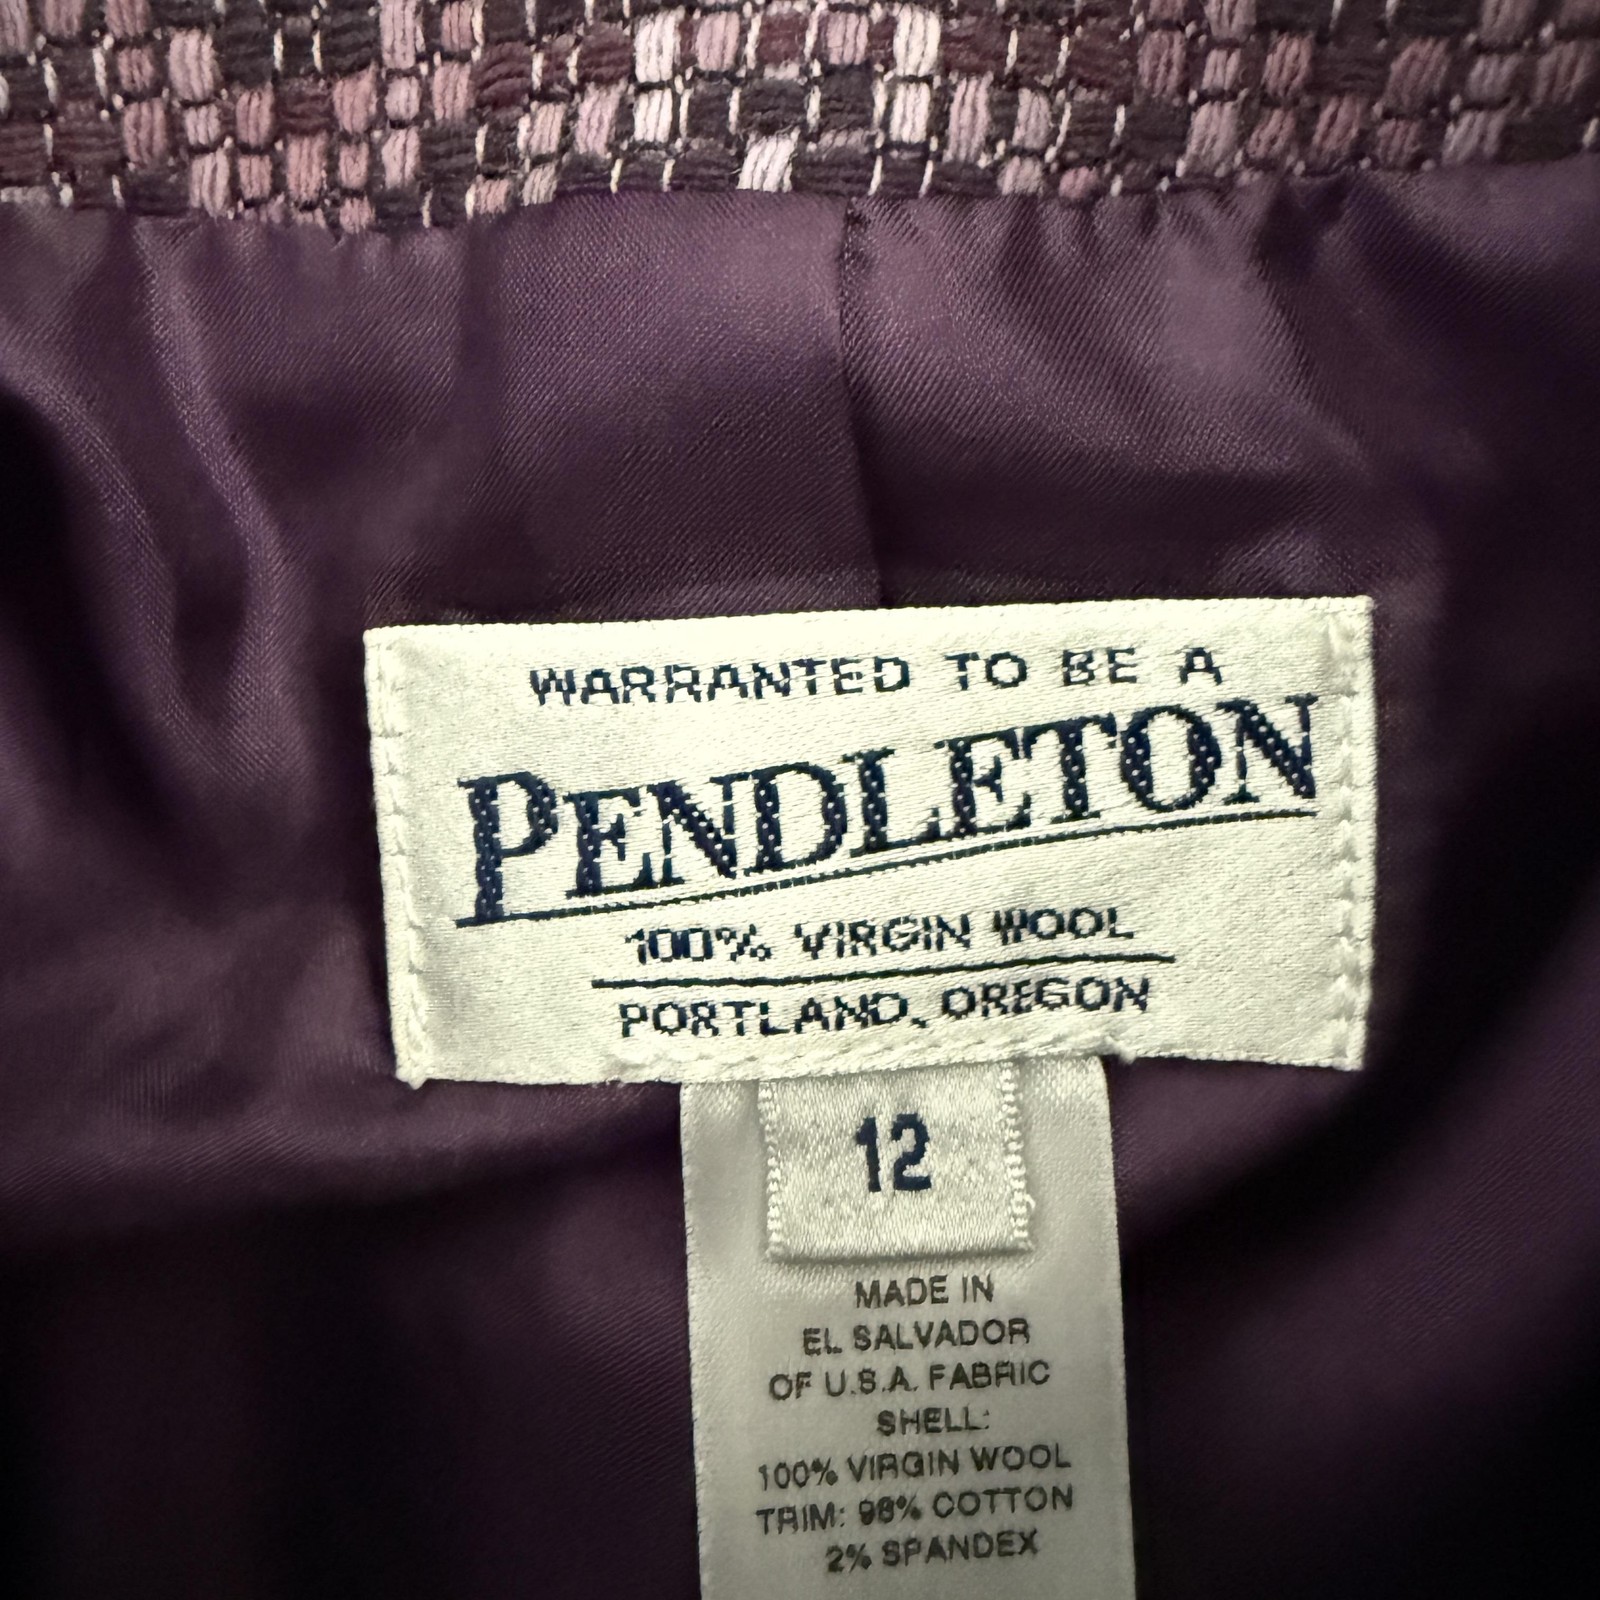 WARRANTED TO BE A
PENDLETON
100% VIRGIN WOOL
PORTLAND, OREGON
12
MADE IN
EL SALVADOR
OF U.S.A. FABRIC
SHELL:
100% VIRGIN WOOL
TRIM: 98% COTTON
2% SPANDEX